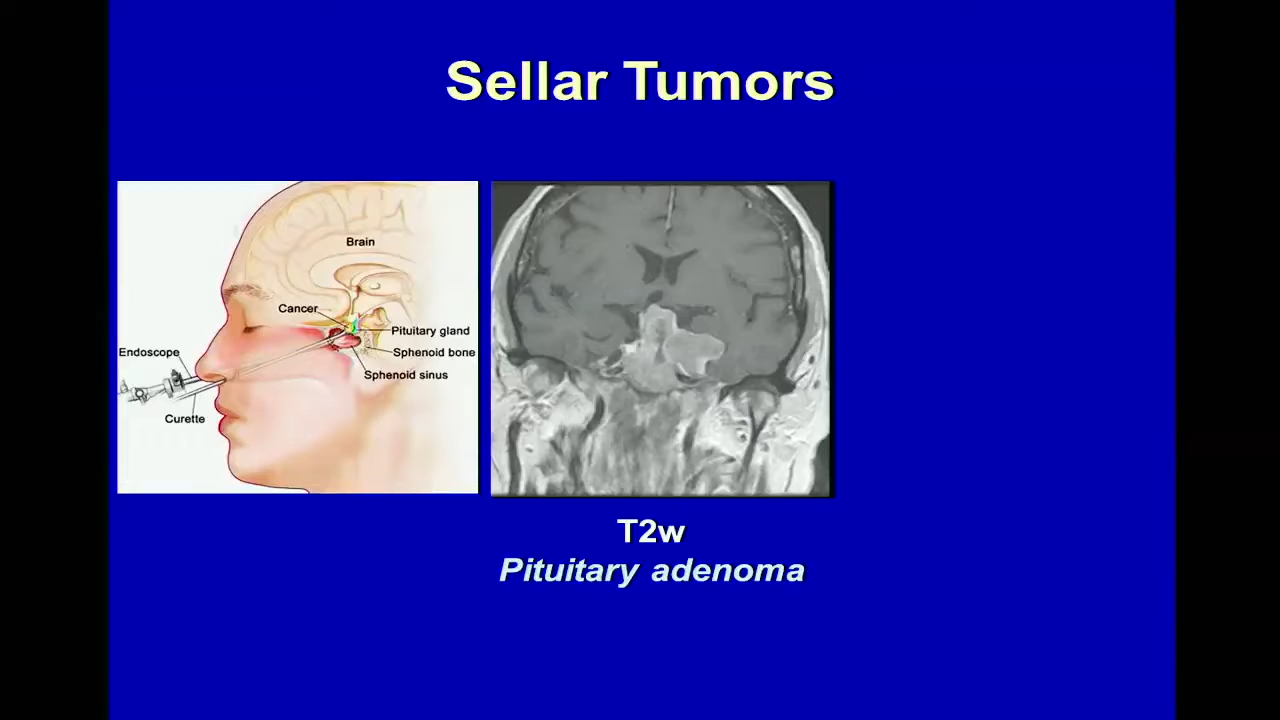 Sellar Tumors
Brain
Cancer
Pituitary gland
Endoscope
Sphenoid bone
Sphenoid sinus
Curette
T2w
Pituitary adenoma